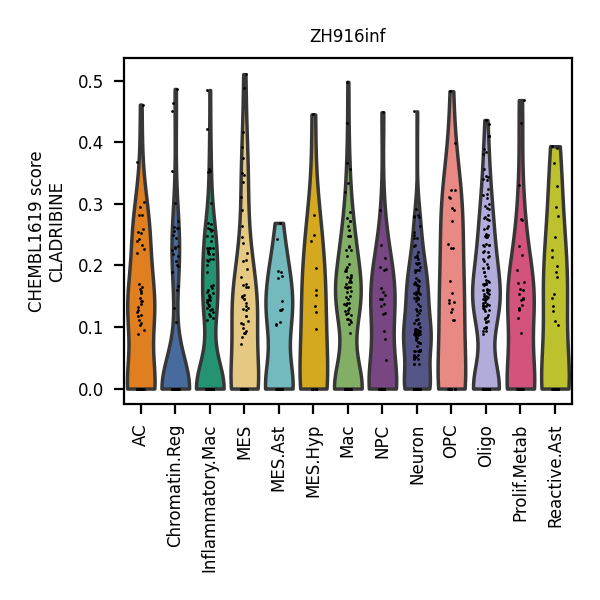 ZH916inf
CHEMBL1619 score
CLADRIBINE
0.5
0.4
0.3
0.2
0.1
0.0
AC
Chromatin.Reg
Inflammatory.Mac
MES
MES.Ast
MES.Hyp
Mac
NPC
Neuron
OPC
Oligo
Prolif.Metab
Reactive.Ast